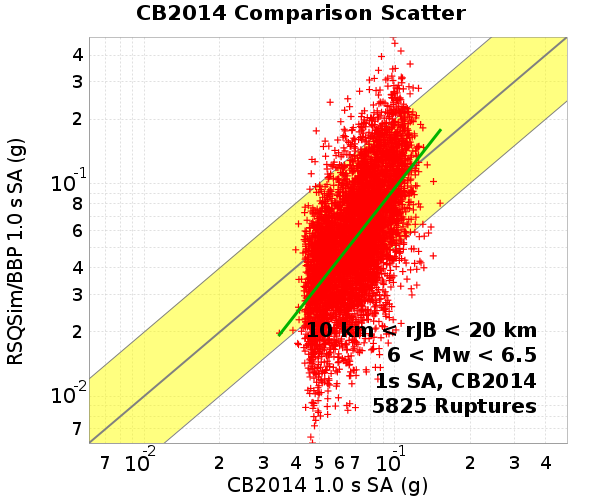 CB2014 Comparison Scatter
RSQSim/BBP 1.0 s SA (g)
4
3
2
10-1
8
6
4
3
2
10-2
7
10 km < rJB < 20 km
6 < Mw < 6.5
1s SA, CB2014
5825 Ruptures
7 10-2 2 3 4 5 6 7 10-1 2 3 4
CB2014 1.0 s SA (g)